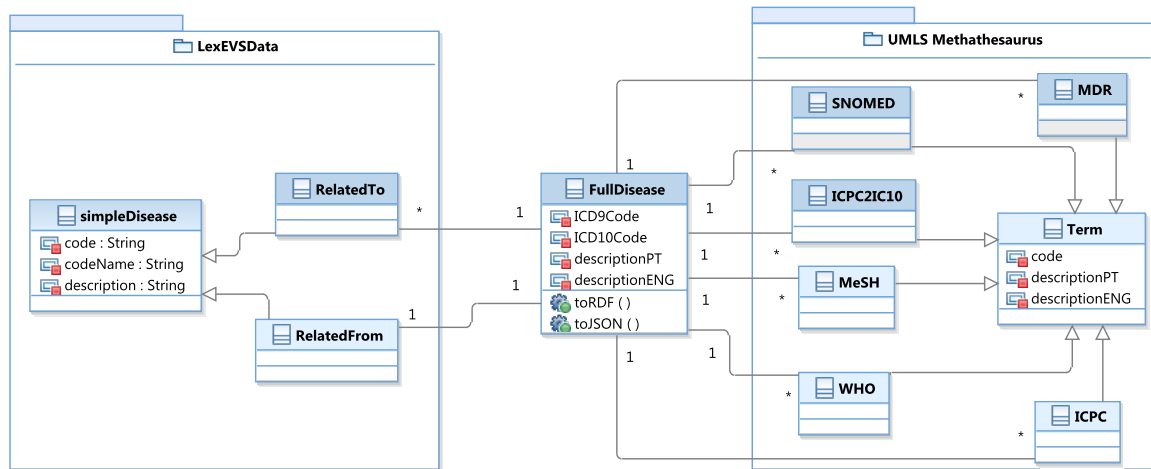 LexEVSData
simpleDisease
code : String
codeName : String
description : String
RelatedTo
*
1
RelatedFrom
1
1
FullDisease
ICD9Code
ICD10Code
descriptionPT
descriptionENG
toRDF ( )
toJSON ( )
UMLS Methathesaurus
1
*
MDR
SNOMED
1
*
ICPC2IC10
1
*
MeSH
1
*
WHO
1
*
ICPC
1
*
Term
code
descriptionPT
descriptionENG